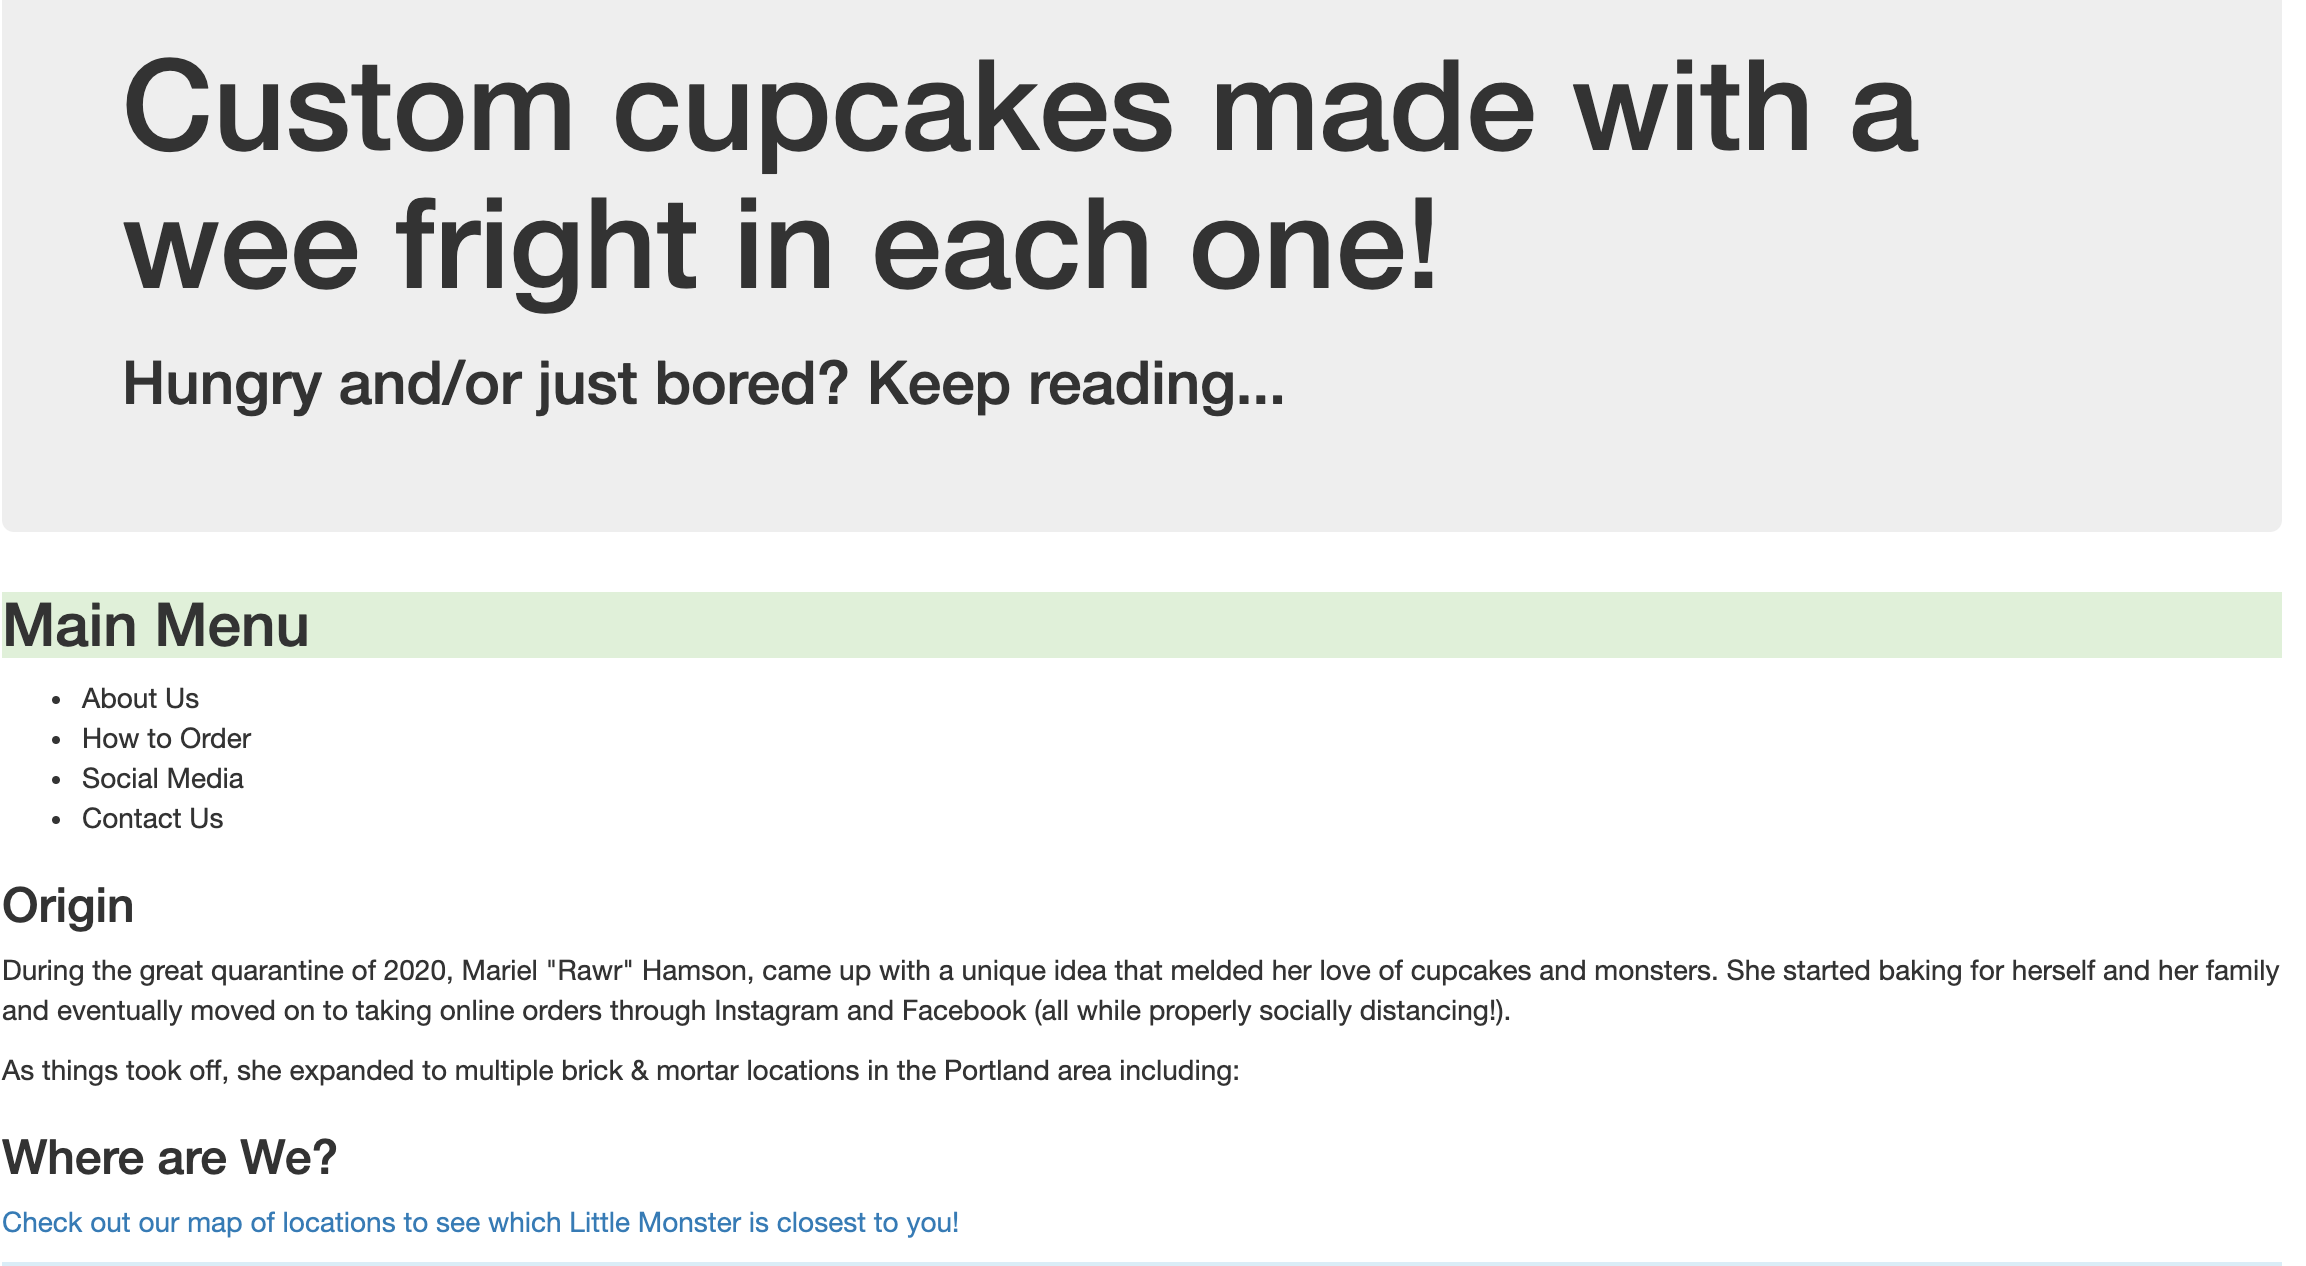 Custom cupcakes made with a
wee fright in each one!
Hungry and/or just bored? Keep reading...
Main Menu
• About Us
• How to Order
• Social Media
• Contact Us
Origin
During the great quarantine of 2020, Mariel "Rawr" Hamson, came up with a unique idea that melded her love of cupcakes and monsters. She started baking for herself and her family
and eventually moved on to taking online orders through Instagram and Facebook (all while properly socially distancing!).
As things took off, she expanded to multiple brick & mortar locations in the Portland area including:
Where are We?
Check out our map of locations to see which Little Monster is closest to you!